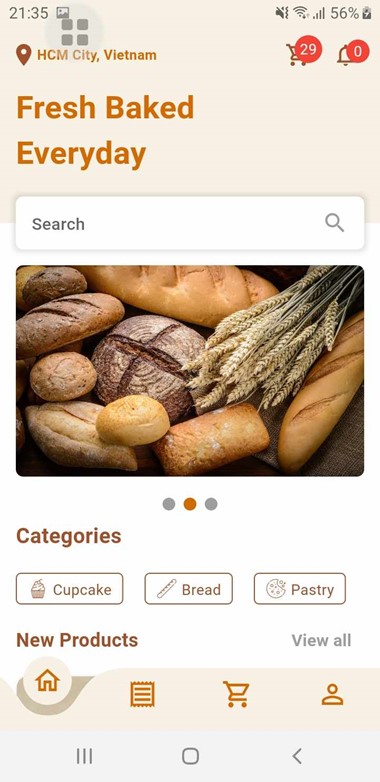 21:35 56%
HCM City, Vietnam 29 0
Fresh Baked
Everyday
Search
Categories
Cupcake Bread Pastry
New Products View all